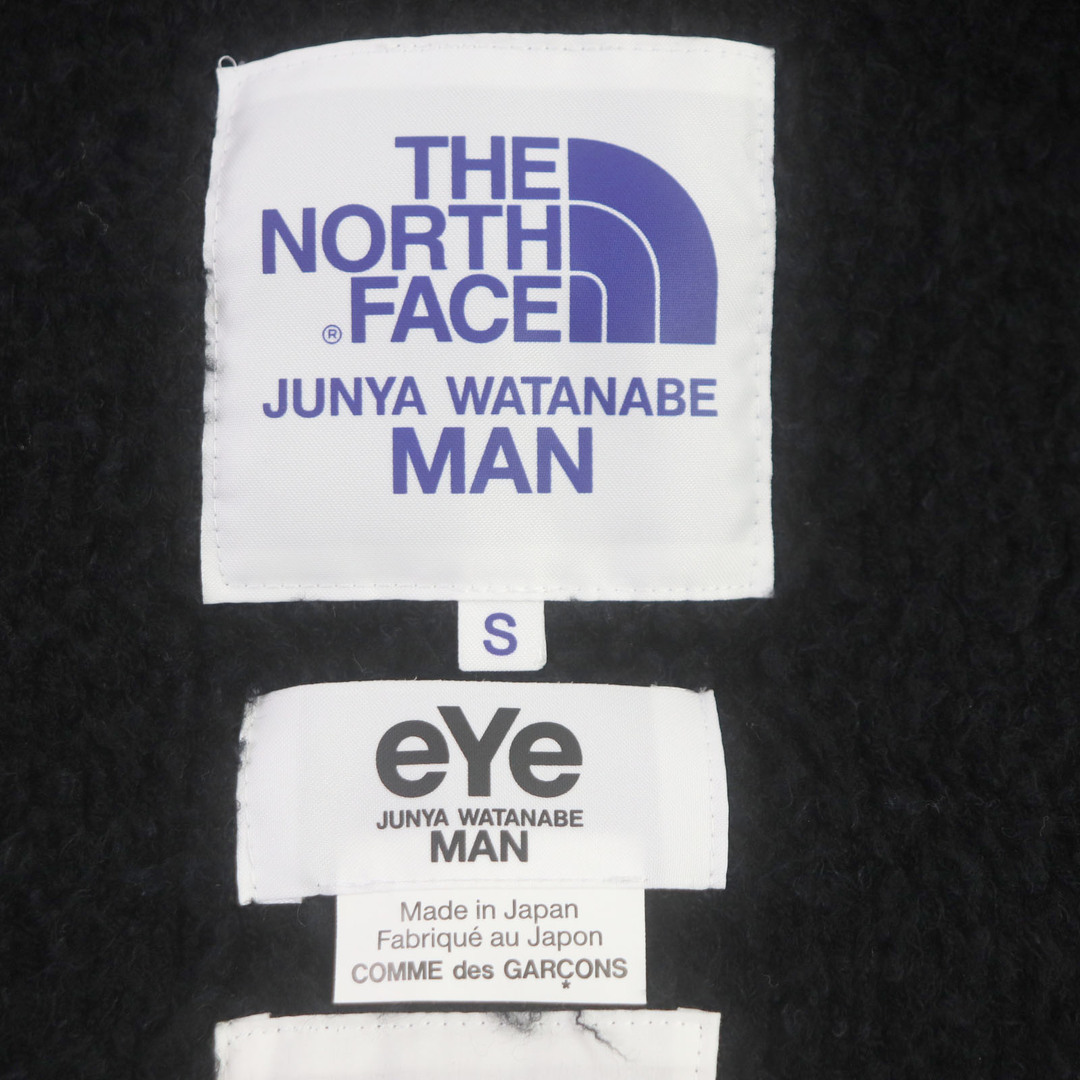 THE
NORTH
® FACE
JUNYA WATANABE
MAN
S
eYe
JUNYA WATANABE
MAN
Made in Japan
Fabriqué au Japon
COMME des GARÇONS
*